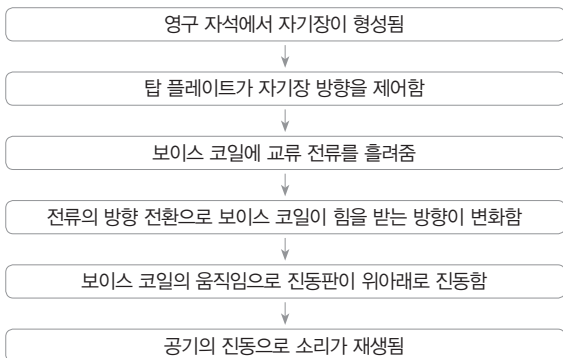 영구 자석에서 자기장이 형성됨
탑 플레이트가 자기장 방향을 제어함
보이스 코일에 교류 전류를 흘려줌
전류의 방향 전환으로 보이스 코일이 힘을 받는 방향이 변화함
보이스 코일의 움직임으로 진동판이 위아래로 진동함
공기의 진동으로 소리가 재생됨